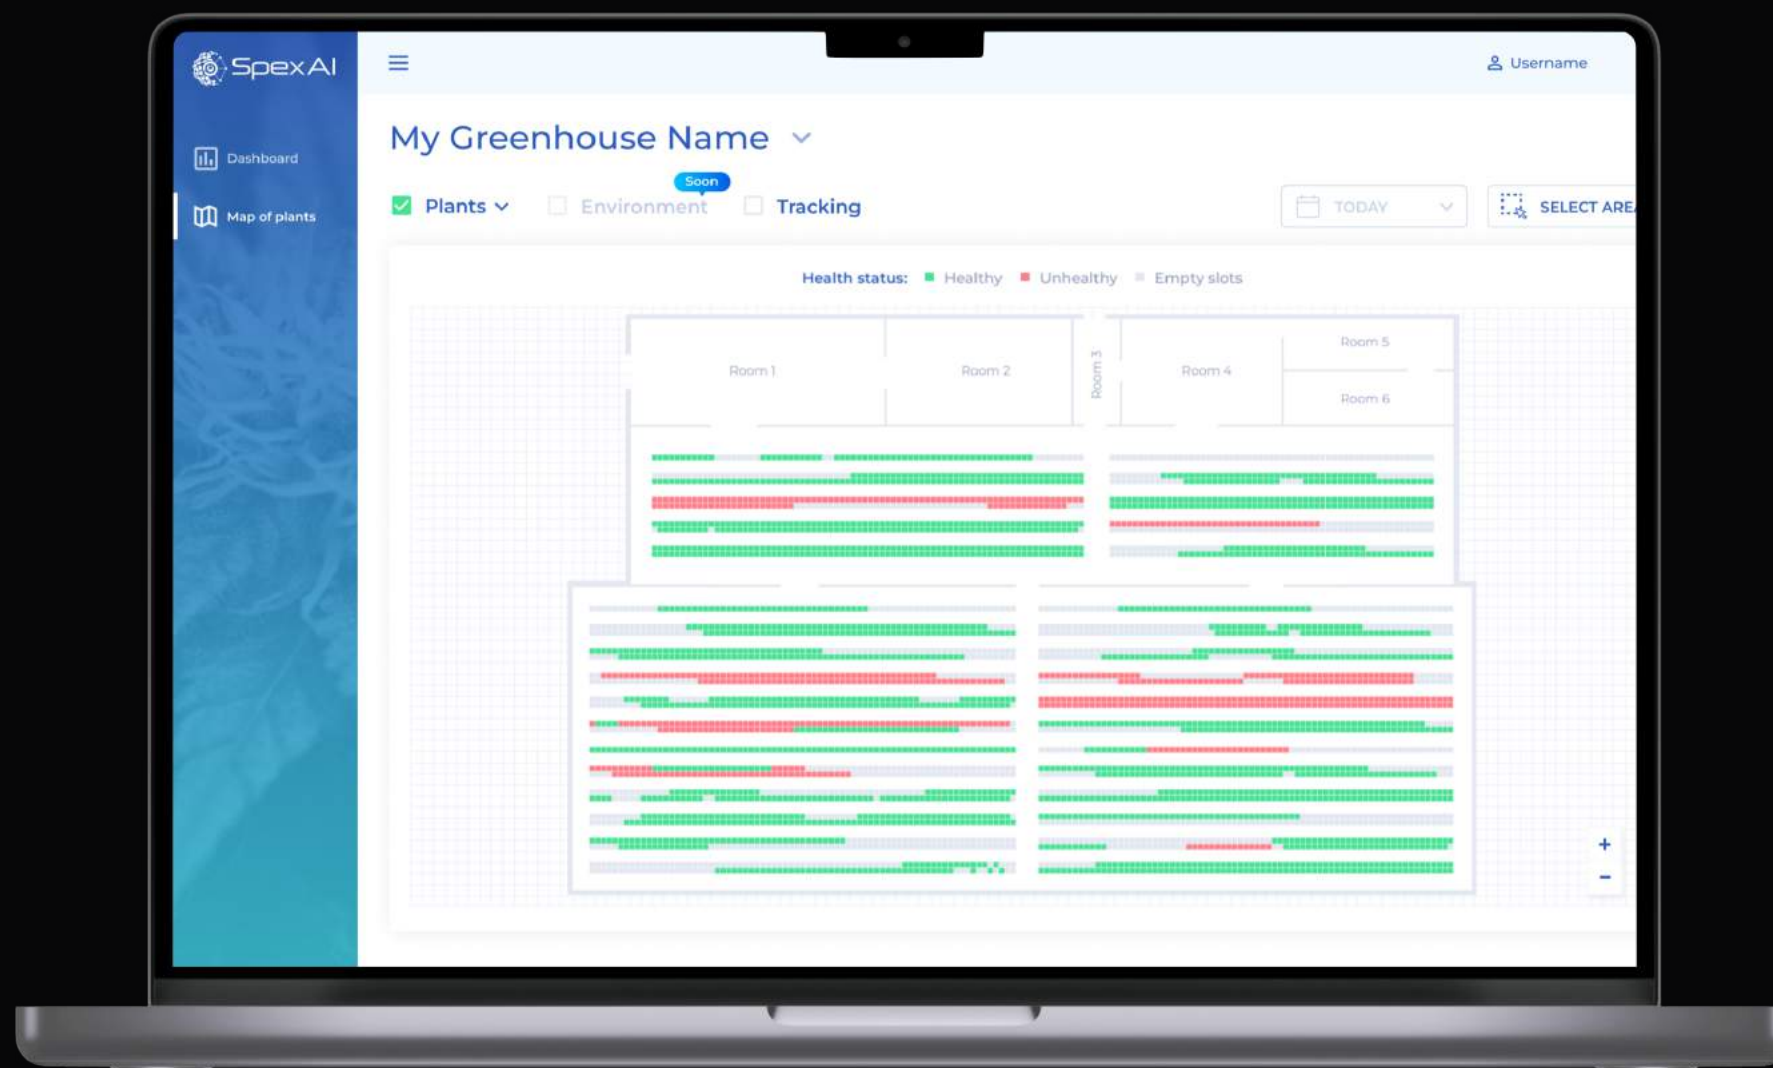 SpexAI
Username
Dashboard
Map of plants
My Greenhouse Name
Soon
Plants
Environment
Tracking
TODAY
SELECT AREA
Health status: Healthy Unhealthy Empty slots
Room 1
Room 2
Room 3
Room 4
Room 5
Room 6
+
−